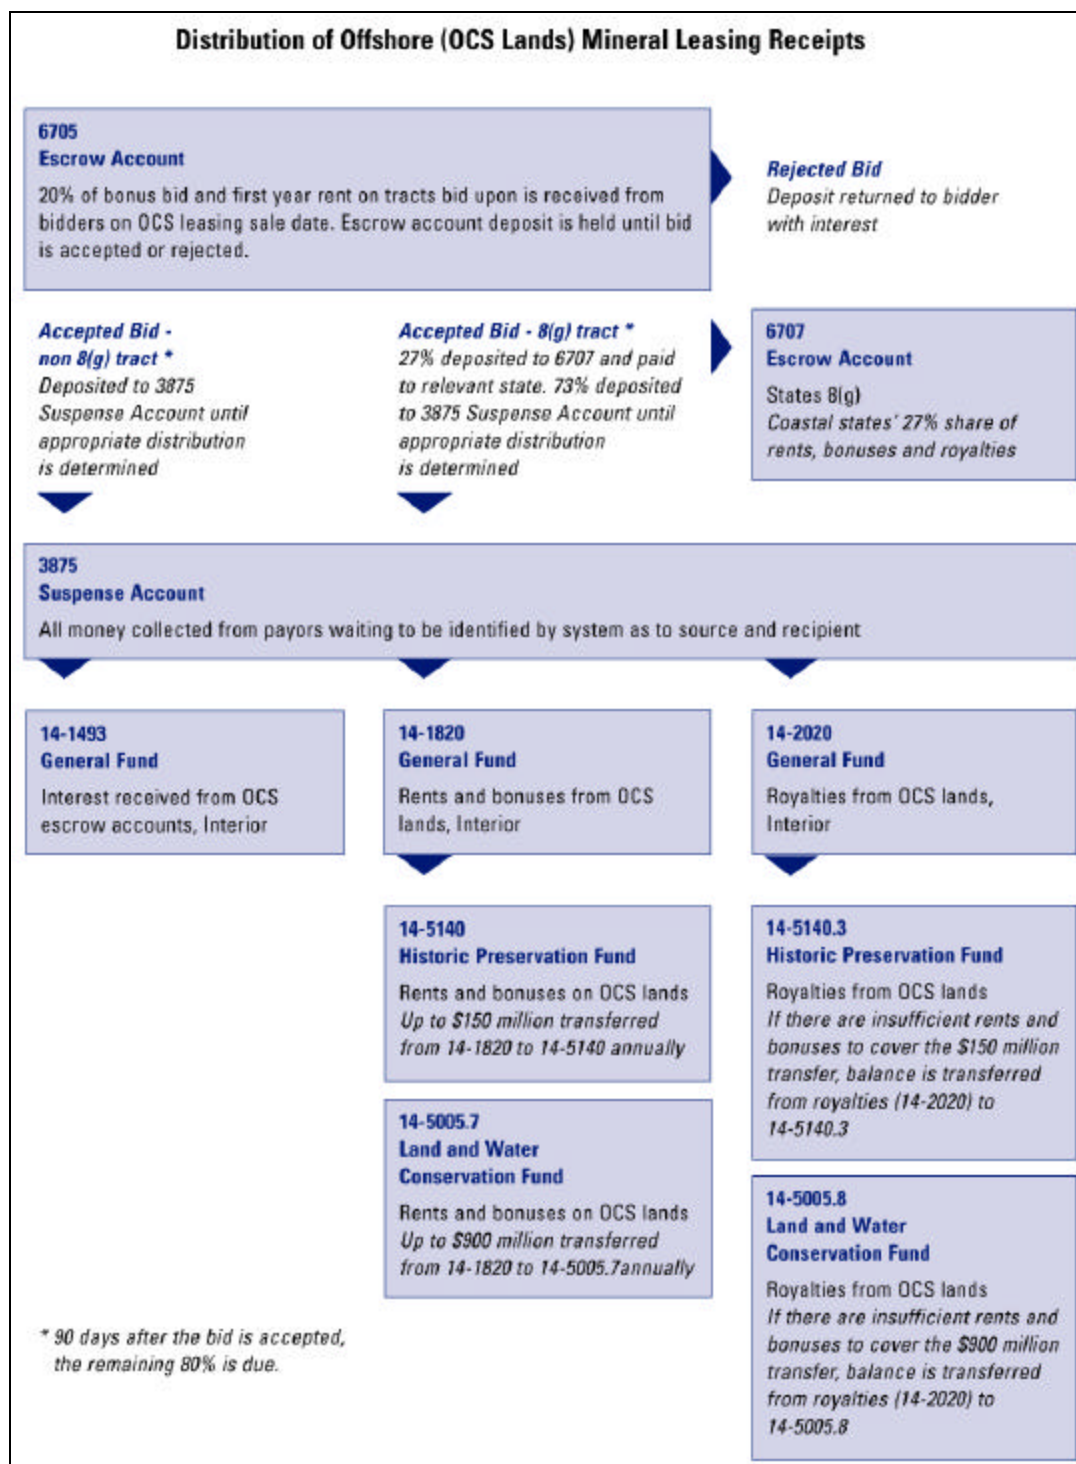 Distribution of Offshore (OCS Lands) Mineral Leasing Receipts
6705
Escrow Account
20% of bonus bid and first year rent on tracts bid upon is received from
bidders on OCS leasing sale date. Escrow account deposit is held until bid
is accepted or rejected.
Rejected Bid
Deposit returned to bidder
with interest
Accepted Bid -
non 8(g) tract *
Deposited to 3875
Suspense Account until
appropriate distribution
is determined
Accepted Bid - 8(g) tract *
27% deposited to 6707 and paid
to relevant state. 73% deposited
to 3875 Suspense Account until
appropriate distribution
is determined
6707
Escrow Account
States 8(g)
Coastal states' 27% share of
rents, bonuses and royalties
3875
Suspense Account
All money collected from payors waiting to be identified by system as to source and recipient
14-1493
General Fund
Interest received from OCS
escrow accounts, Interior
14-1820
General Fund
Rents and bonuses from OCS
lands, Interior
14-2020
General Fund
Royalties from OCS lands,
Interior
14-5140
Historic Preservation Fund
Rents and bonuses on OCS lands
Up to $150 million transferred
from 14-1820 to 14-5140 annually
14-5140.3
Historic Preservation Fund
Royalties from OCS lands
If there are insufficient rents and
bonuses to cover the $150 million
transfer, balance is transferred
from royalties (14-2020) to
14-5140.3
14-5005.7
Land and Water
Conservation Fund
Rents and bonuses on OCS lands
Up to $900 million transferred
from 14-1820 to 14-5005.7annually
14-5005.8
Land and Water
Conservation Fund
Royalties from OCS lands
If there are insufficient rents and
bonuses to cover the $900 million
transfer, balance is transferred
from royalties (14-2020) to
14-5005.8
* 90 days after the bid is accepted,
the remaining 80% is due.